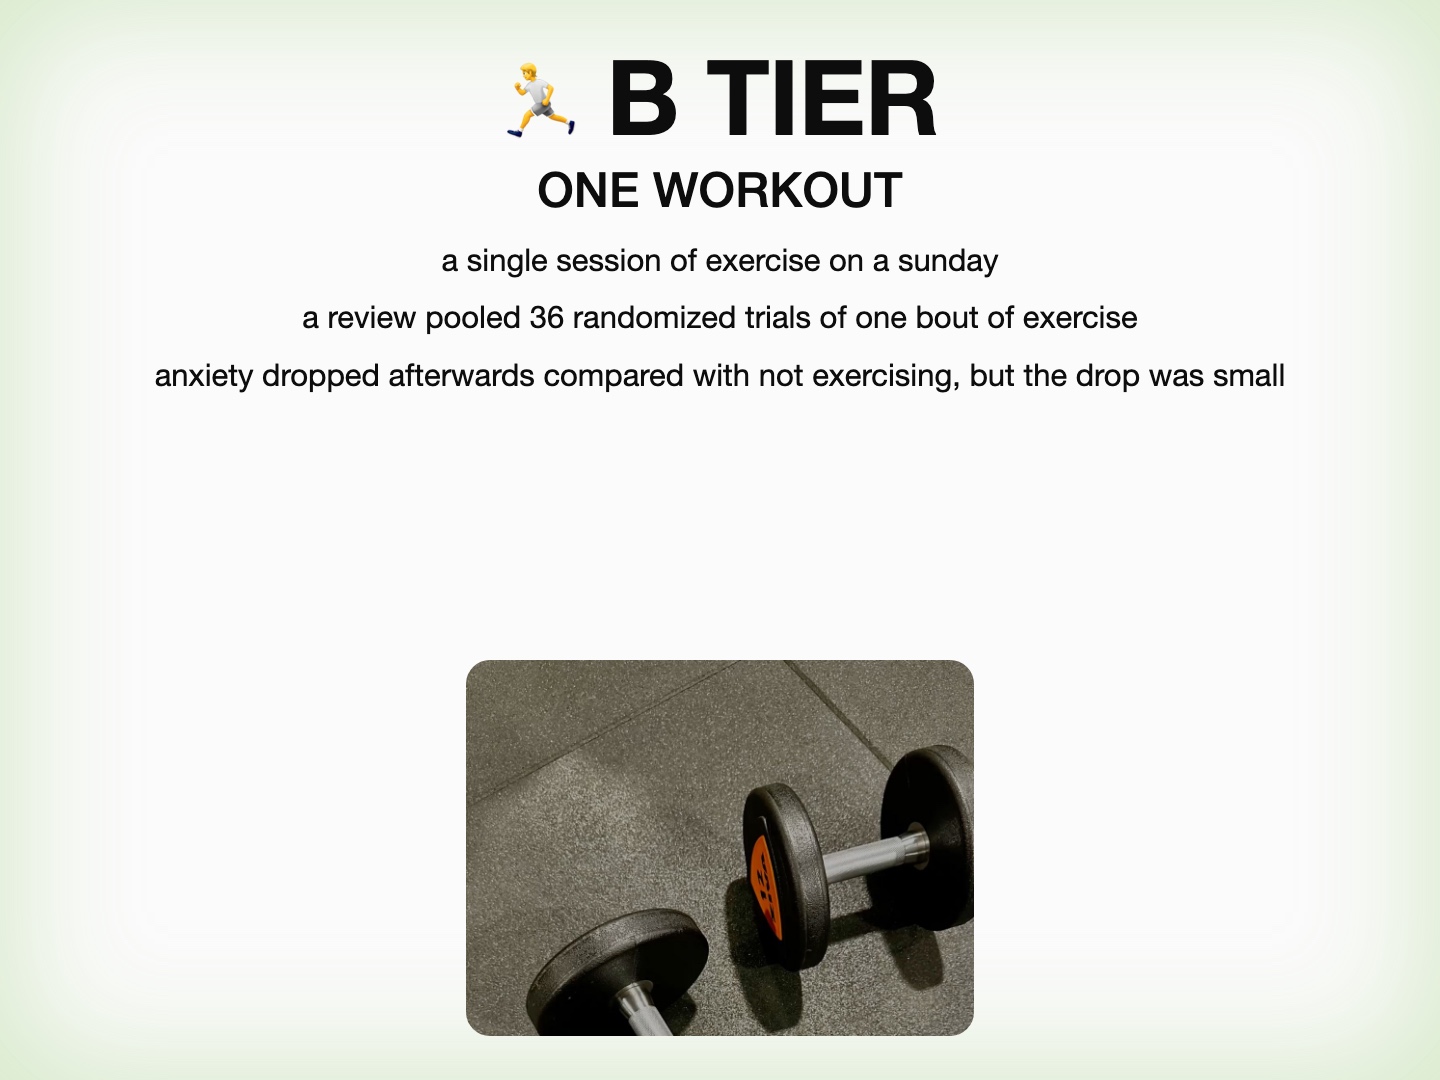 B TIER
ONE WORKOUT
a single session of exercise on a sunday
a review pooled 36 randomized trials of one bout of exercise
anxiety dropped afterwards compared with not exercising, but the drop was small